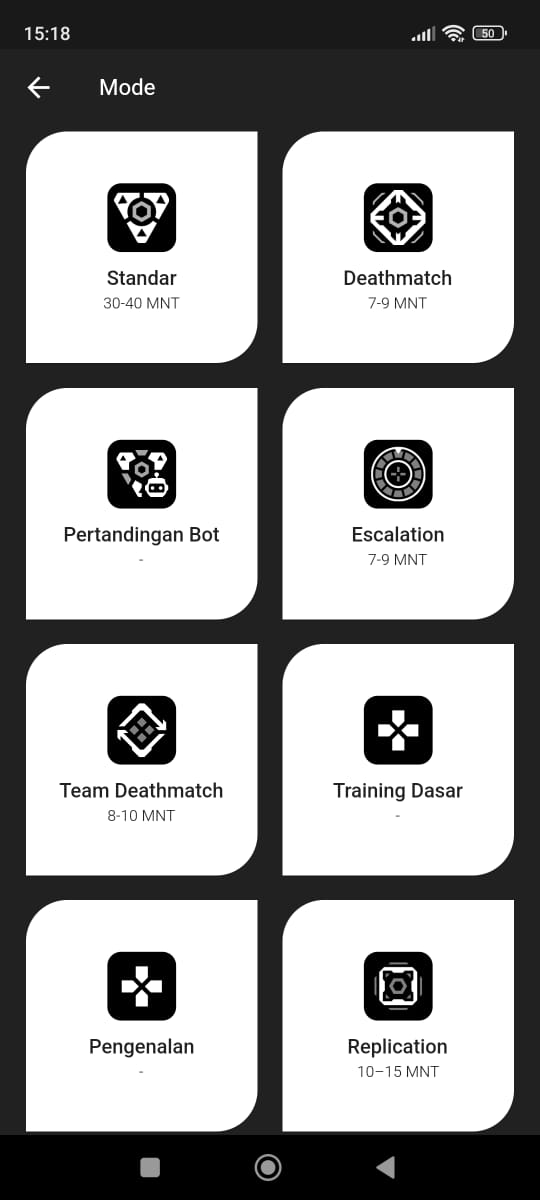 15:18
50
Mode
Standar
30-40 MNT
Deathmatch
7-9 MNT
Pertandingan Bot
-
Escalation
7-9 MNT
Team Deathmatch
8-10 MNT
Training Dasar
-
Pengenalan
-
Replication
10–15 MNT